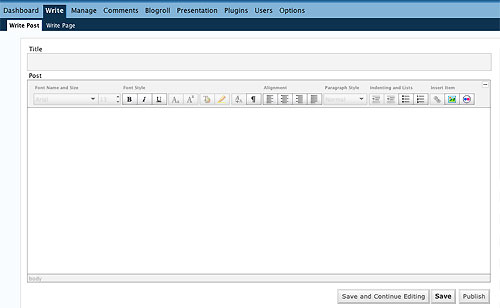 Dashboard Write Manage Comments Blogroll Presentation Plugins Users Options
Write Post Write Page
Title
Post
Font Name and Size Font Style Alignment Paragraph Style Indenting and Lists Insert Item
Arial 13 B I U A A A ¶ Normal
body
Save and Continue Editing Save Publish